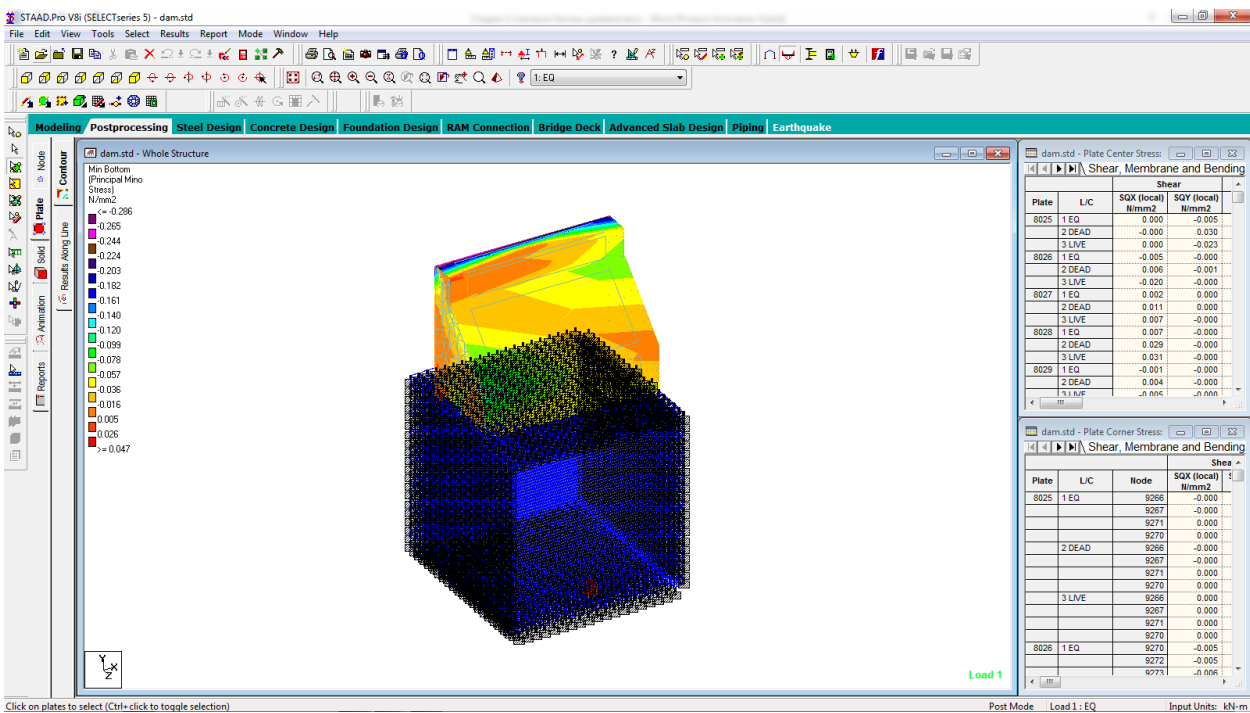 STAAD.Pro V8i (SELECTseries 5) - dam.std
File Edit View Tools Select Results Report Mode Window Help
1: EQ
Modeling Postprocessing Steel Design Concrete Design Foundation Design RAM Connection Bridge Deck Advanced Slab Design Piping Earthquake
Node
Plate
Solid
Animation
Reports
Contour
Results Along Line
dam.std - Whole Structure
Min Bottom
(Principal Mino
Stress)
N/mm2
<= -0.286
-0.265
-0.244
-0.224
-0.203
-0.182
-0.161
-0.140
-0.120
-0.099
-0.078
-0.057
-0.036
-0.016
0.005
0.026
>= 0.047
Y
X
Z
Load 1
dam.std - Plate Center Stress:
Shear, Membrane and Bending
Shear
Plate L/C SQX (local) N/mm2 SQY (local) N/mm2
8025 1 EQ 0.000 -0.005
2 DEAD -0.000 0.030
3 LIVE 0.000 -0.023
8026 1 EQ -0.005 -0.000
2 DEAD 0.006 -0.001
3 LIVE -0.020 -0.000
8027 1 EQ 0.002 0.000
2 DEAD 0.011 0.000
3 LIVE 0.007 -0.000
8028 1 EQ 0.007 -0.000
2 DEAD 0.029 -0.000
3 LIVE 0.031 -0.000
8029 1 EQ -0.001 -0.000
2 DEAD 0.004 -0.000
3 LIVE -0.005 -0.000
dam.std - Plate Corner Stress:
Shear, Membrane and Bending
Shea
Plate L/C Node SQX (local) N/mm2
8025 1 EQ 9266 -0.000
9267 -0.000
9271 0.000
9270 0.000
2 DEAD 9266 -0.000
9267 -0.000
9271 0.000
9270 0.000
3 LIVE 9266 0.000
9267 0.000
9271 0.000
9270 0.000
8026 1 EQ 9270 -0.005
9272 -0.005
9273 -0.006
Click on plates to select (Ctrl+click to toggle selection)
Post Mode Load 1 : EQ Input Units: kN-m